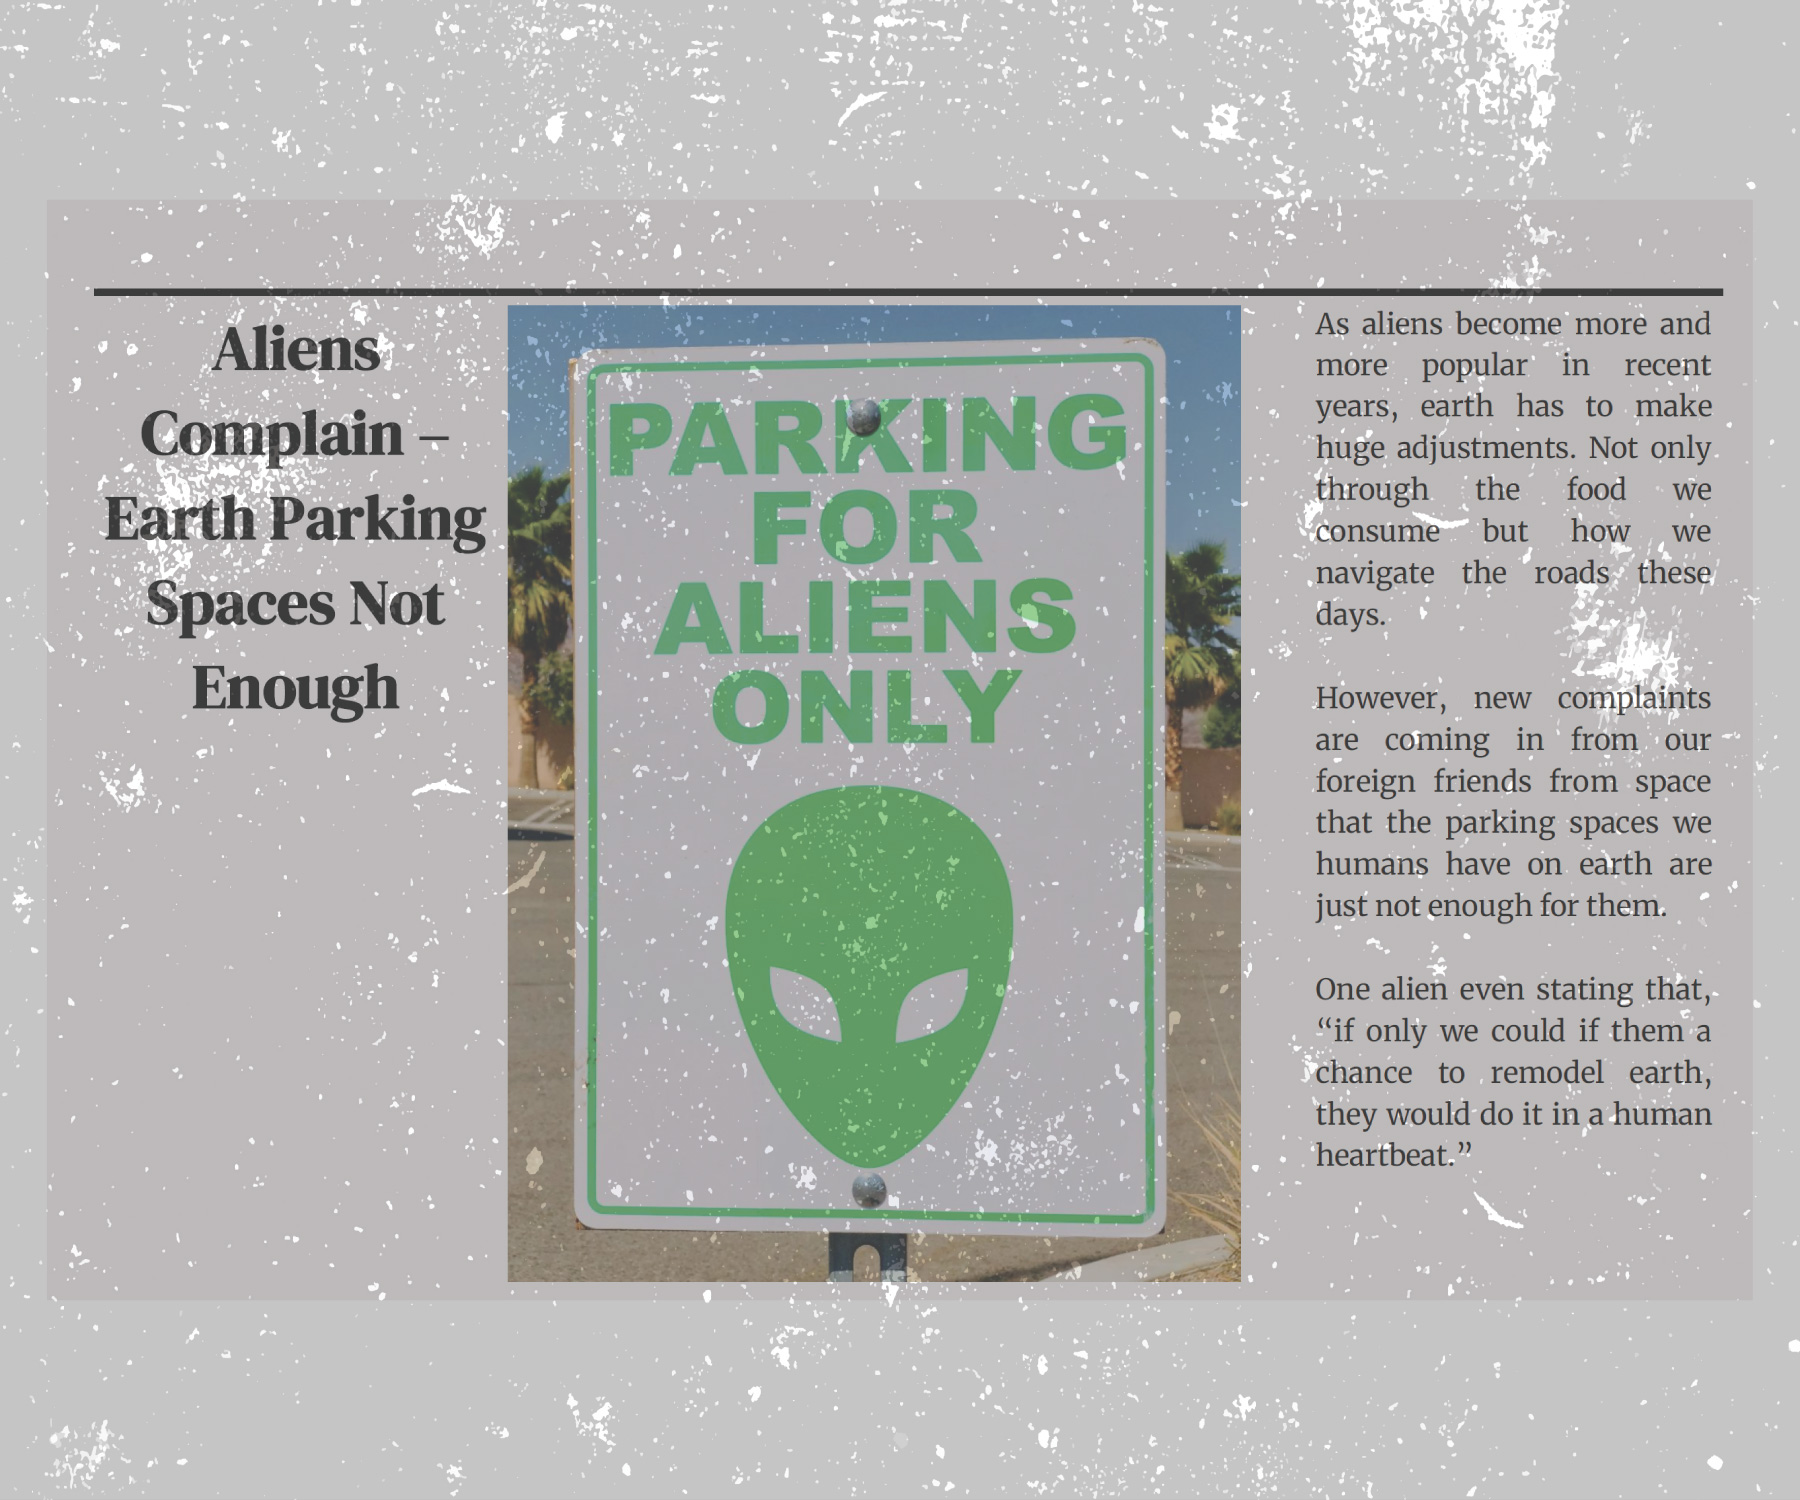 Aliens
Complain –
Earth Parking
Spaces Not
Enough
PARKING
FOR
ALIENS
ONLY
As aliens become more and
more popular in recent
years, earth has to make
huge adjustments. Not only
through the food we
consume but how we
navigate the roads these
days.
However, new complaints
are coming in from our
foreign friends from space
that the parking spaces we
humans have on earth are
just not enough for them.
One alien even stating that,
“if only we could if them a
chance to remodel earth,
they would do it in a human
heartbeat.”